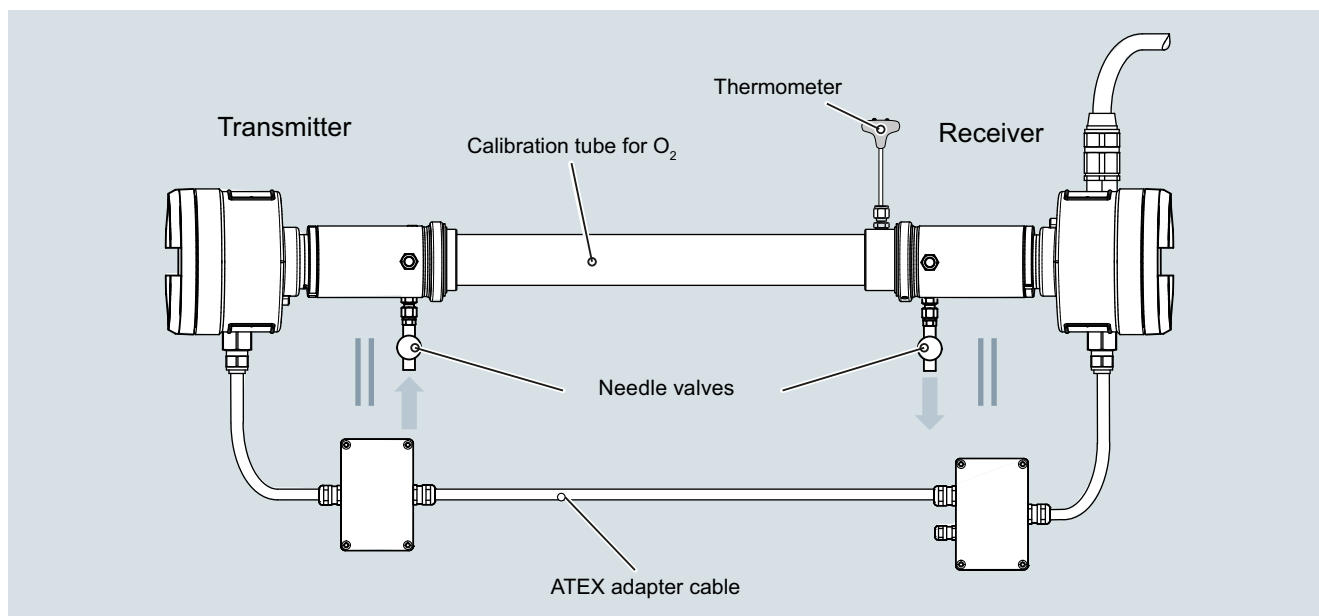 Thermometer
Transmitter
Receiver
Calibration tube for O₂
Needle valves
ATEX adapter cable